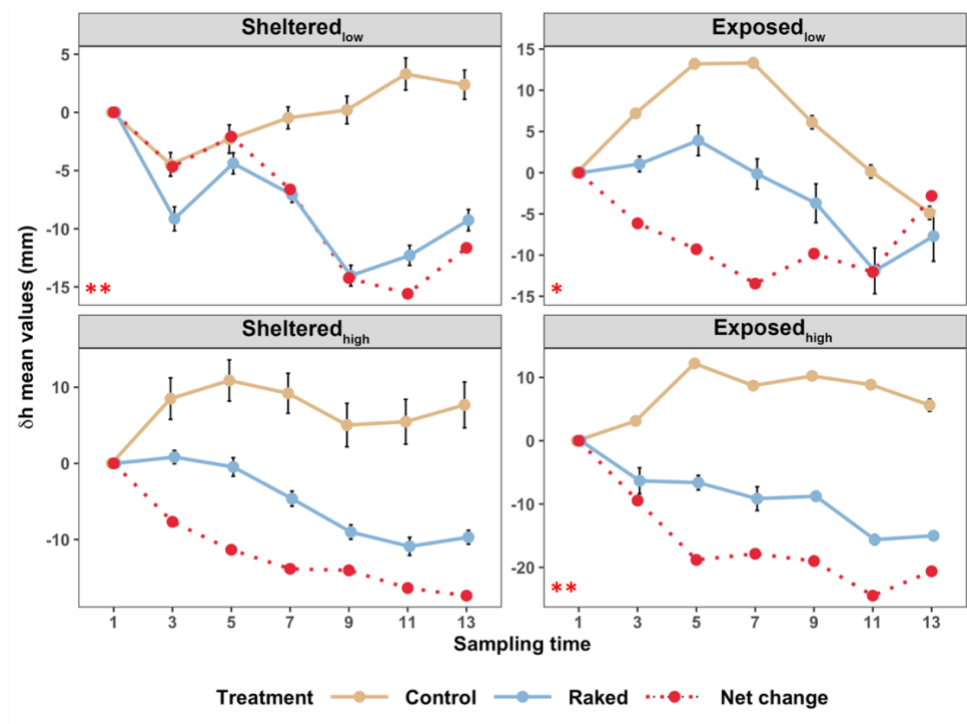 Sheltered_low
Exposed_low
5
0
-5
-10
-15
**
15
10
5
0
-5
-10
-15
*
δh mean values (mm)
Sheltered_high
Exposed_high
10
0
-10
10
0
-10
-20
**
1 3 5 7 9 11 13
1 3 5 7 9 11 13
Sampling time
Treatment Control Raked Net change